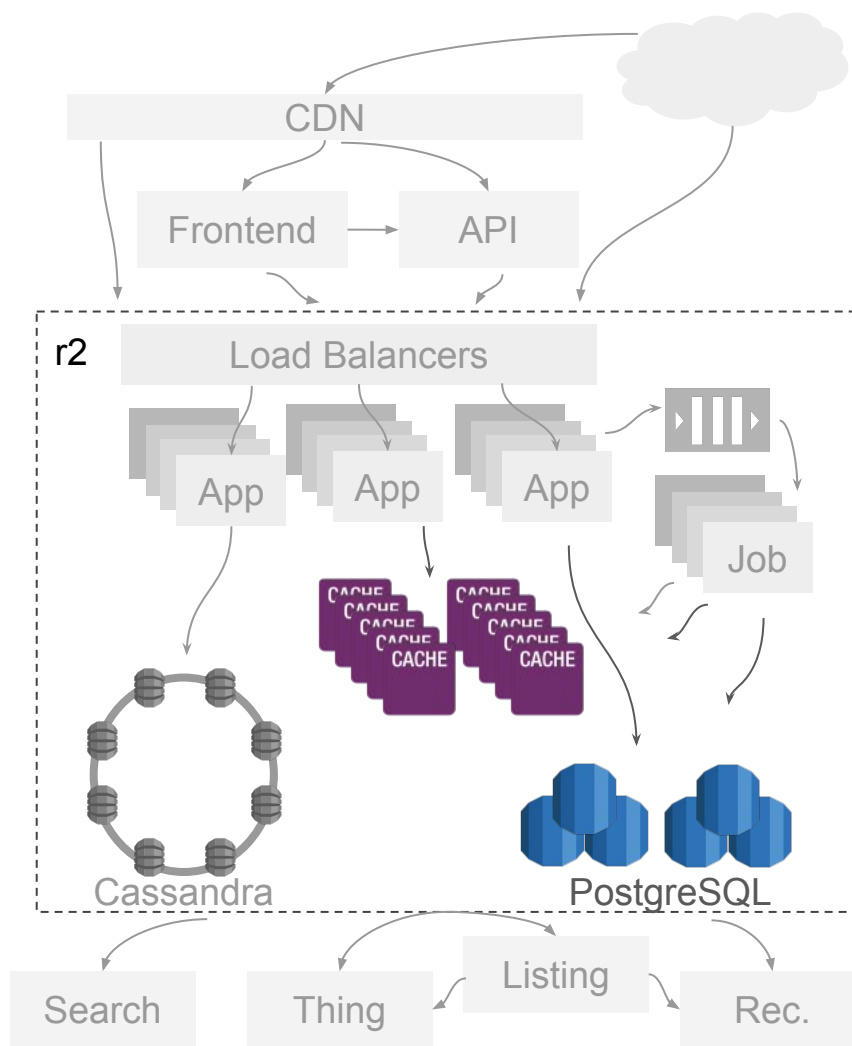 CDN
Frontend
API
r2
Load Balancers
App
App
App
Job
CACHE
CACHE
CACHE
CACHE
CACHE
CACHE
CACHE
CACHE
CACHE
CACHE
Cassandra
PostgreSQL
Search
Thing
Listing
Rec.